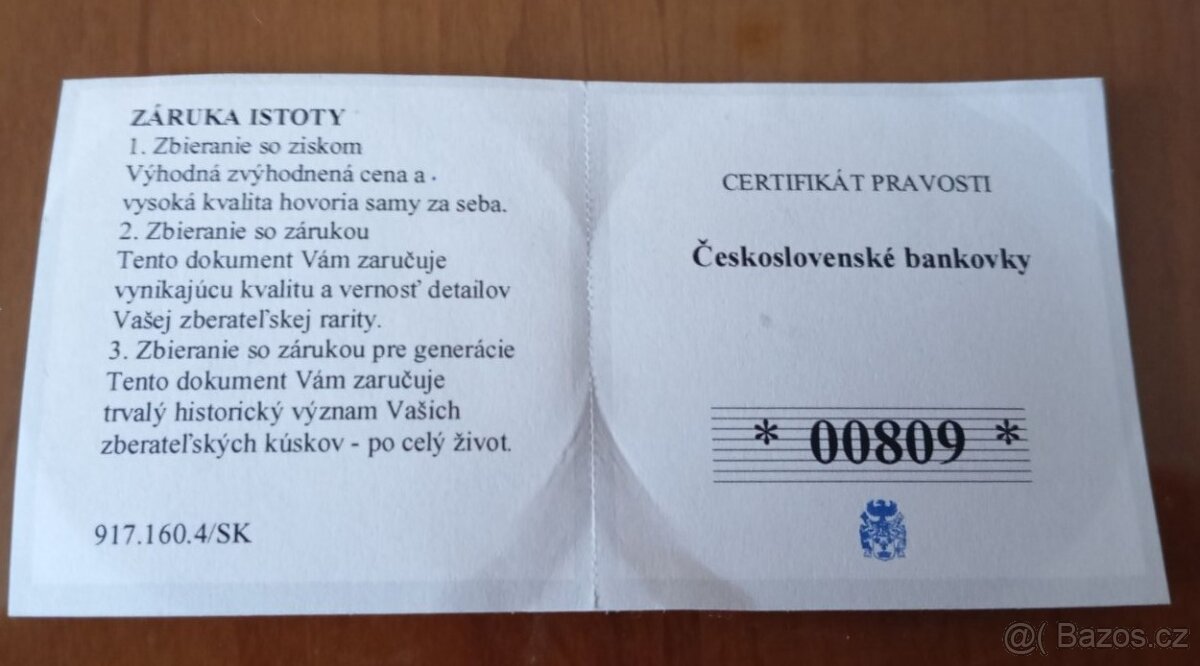 ZÁRUKA ISTOTY
1. Zbieranie so ziskom
Výhodná zvýhodnená cena a
vysoká kvalita hovoria samy za seba.
2. Zbieranie so zárukou
Tento dokument Vám zaručuje
vynikajúcu kvalitu a vernosť detailov
Vašej zberateľskej rarity.
3. Zbieranie so zárukou pre generácie
Tento dokument Vám zaručuje
trvalý historický význam Vašich
zberateľských kúskov - po celý život.
917.160.4/SK
CERTIFIKÁT PRAVOSTI
Československé bankovky
* 00809 *
@( Bazos.cz